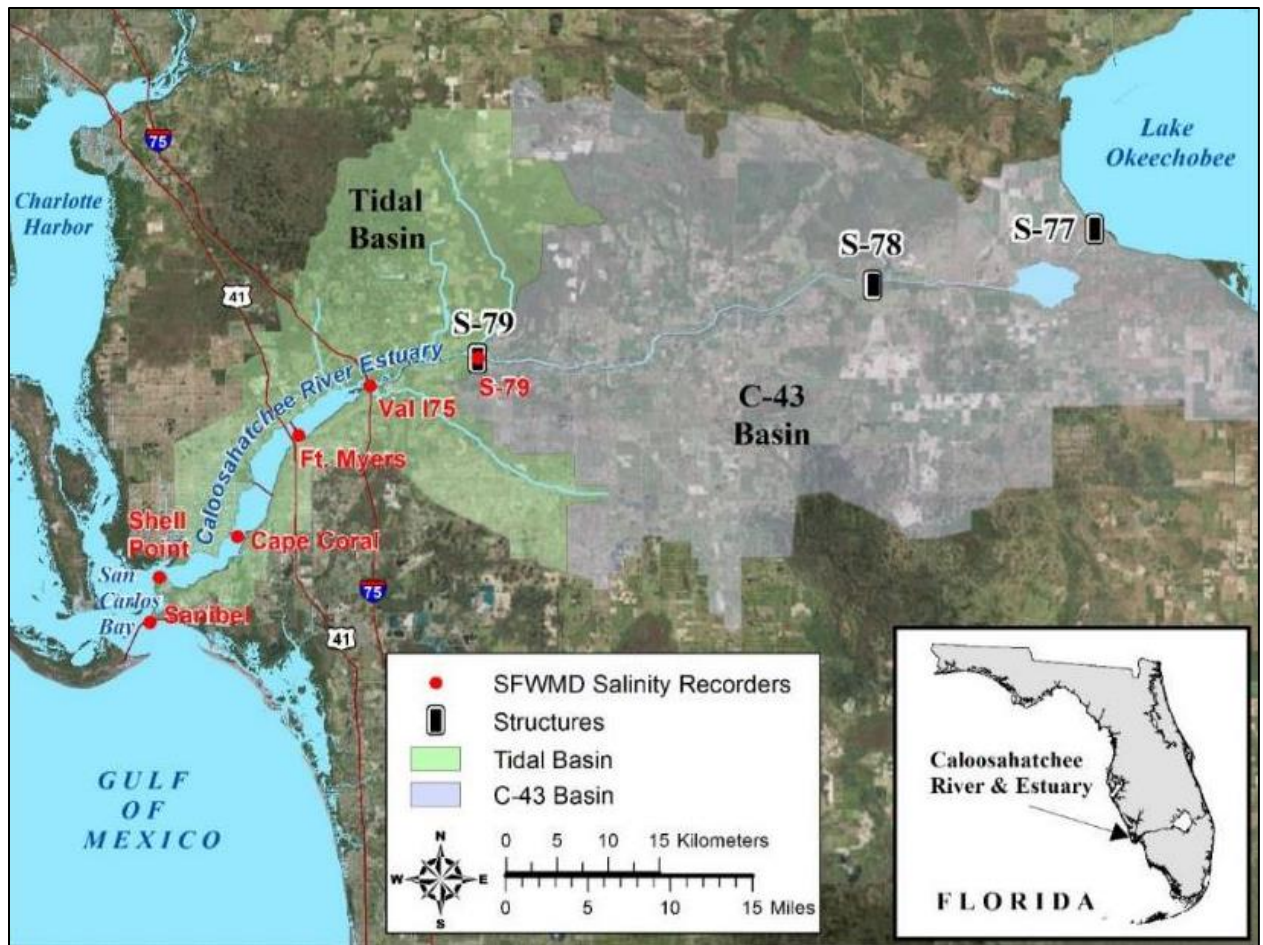 75
Lake
Okeechobee
Charlotte
Harbor
Tidal
Basin
S-77
S-78
41
S-79
S-79
Caloosahatchee River Estuary
Val I75
C-43
Basin
Ft. Myers
Shell
Point
Cape Coral
San
Carlos
Bay
Sanibel
75
41
GULF
OF
MEXICO
SFWMD Salinity Recorders
Structures
Tidal Basin
C-43 Basin
N
W
E
S
0 5 10 15 Kilometers
0 5 10 15 Miles
Caloosahatchee
River & Estuary
FLORIDA